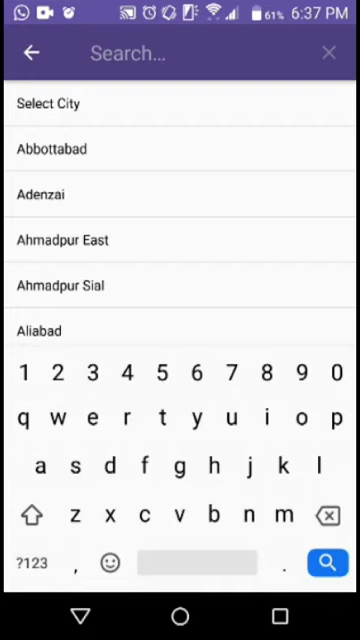 61% 6:37 PM
Search...
Select City
Abbottabad
Adenzai
Ahmadpur East
Ahmadpur Sial
Aliabad
1 2 3 4 5 6 7 8 9 0
q w e r t y u i o p
a s d f g h j k l
z x c v b n m
?123 , .